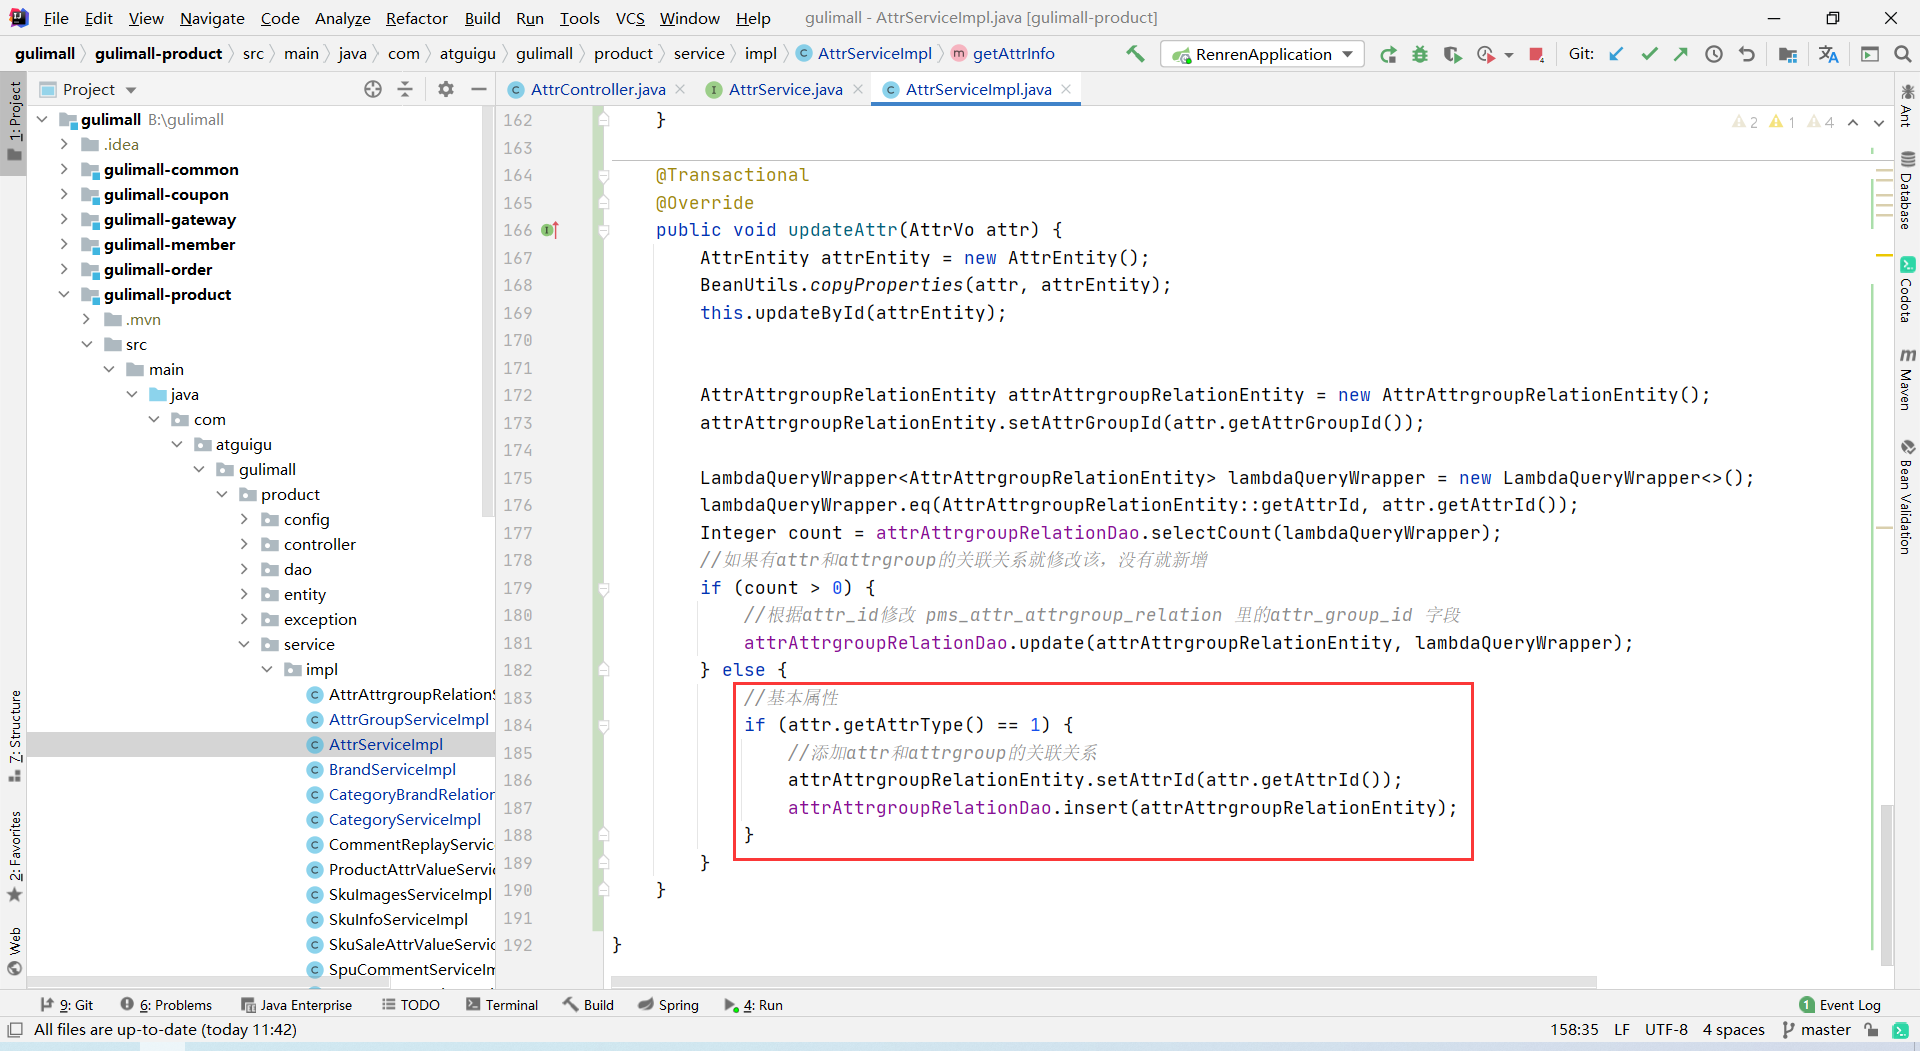 File Edit View Navigate Code Analyze Refactor Build Run Tools VCS Window Help gulimall - AttrServiceImpl.java [gulimall-product]
gulimall gulimall-product src main java com atguigu gulimall product service impl AttrServiceImpl getAttrInfo RenrenApplication Git:
Project
AttrController.java AttrService.java AttrServiceImpl.java
1: Project
7: Structure
2: Favorites
Web
gulimall B:\gulimall
.idea
gulimall-common
gulimall-coupon
gulimall-gateway
gulimall-member
gulimall-order
gulimall-product
.mvn
src
main
java
com
atguigu
gulimall
product
config
controller
dao
entity
exception
service
impl
AttrAttrgroupRelationS
AttrGroupServiceImpl
AttrServiceImpl
BrandServiceImpl
CategoryBrandRelation
CategoryServiceImpl
CommentReplayServic
ProductAttrValueServic
SkuImagesServiceImpl
SkuInfoServiceImpl
SkuSaleAttrValueServic
SpuCommentServiceIm
2 1 4
162 }
163
164 @Transactional
165 @Override
166 public void updateAttr(AttrVo attr) {
167 AttrEntity attrEntity = new AttrEntity();
168 BeanUtils.copyProperties(attr, attrEntity);
169 this.updateById(attrEntity);
170
171
172 AttrAttrgroupRelationEntity attrAttrgroupRelationEntity = new AttrAttrgroupRelationEntity();
173 attrAttrgroupRelationEntity.setAttrGroupId(attr.getAttrGroupId());
174
175 LambdaQueryWrapper<AttrAttrgroupRelationEntity> lambdaQueryWrapper = new LambdaQueryWrapper<>();
176 lambdaQueryWrapper.eq(AttrAttrgroupRelationEntity::getAttrId, attr.getAttrId());
177 Integer count = attrAttrgroupRelationDao.selectCount(lambdaQueryWrapper);
178 //如果有attr和attrgroup的关联关系就修改该，没有就新增
179 if (count > 0) {
180 //根据attr_id修改 pms_attr_attrgroup_relation 里的attr_group_id 字段
181 attrAttrgroupRelationDao.update(attrAttrgroupRelationEntity, lambdaQueryWrapper);
182 } else {
183 //基本属性
184 if (attr.getAttrType() == 1) {
185 //添加attr和attrgroup的关联关系
186 attrAttrgroupRelationEntity.setAttrId(attr.getAttrId());
187 attrAttrgroupRelationDao.insert(attrAttrgroupRelationEntity);
188 }
189 }
190 }
191
192 }
Ant
Database
Codota
Maven
Bean Validation
9: Git 6: Problems Java Enterprise TODO Terminal Build Spring 4: Run 1 Event Log
All files are up-to-date (today 11:42) 158:35 LF UTF-8 4 spaces master